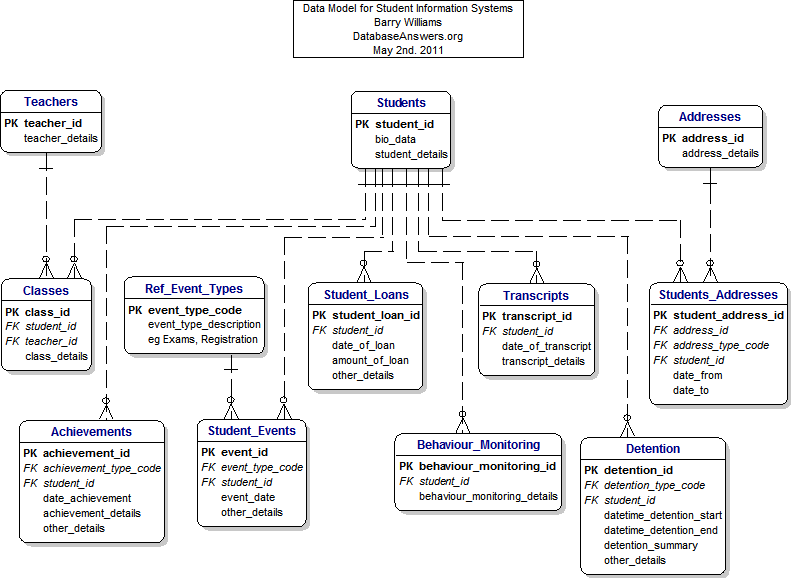 Data Model for Student Information Systems
Barry Williams
DatabaseAnswers.org
May 2nd. 2011
Teachers
PK teacher_id
teacher_details
Students
PK student_id
bio_data
student_details
Addresses
PK address_id
address_details
Classes
PK class_id
FK student_id
FK teacher_id
class_details
Ref_Event_Types
PK event_type_code
event_type_description
eg Exams, Registration
Student_Loans
PK student_loan_id
FK student_id
date_of_loan
amount_of_loan
other_details
Transcripts
PK transcript_id
FK student_id
date_of_transcript
transcript_details
Students_Addresses
PK student_address_id
FK address_id
FK address_type_code
FK student_id
date_from
date_to
Achievements
PK achievement_id
FK achievement_type_code
FK student_id
date_achievement
achievement_details
other_details
Student_Events
PK event_id
FK event_type_code
FK student_id
event_date
other_details
Behaviour_Monitoring
PK behaviour_monitoring_id
FK student_id
behaviour_monitoring_details
Detention
PK detention_id
FK detention_type_code
FK student_id
datetime_detention_start
datetime_detention_end
detention_summary
other_details